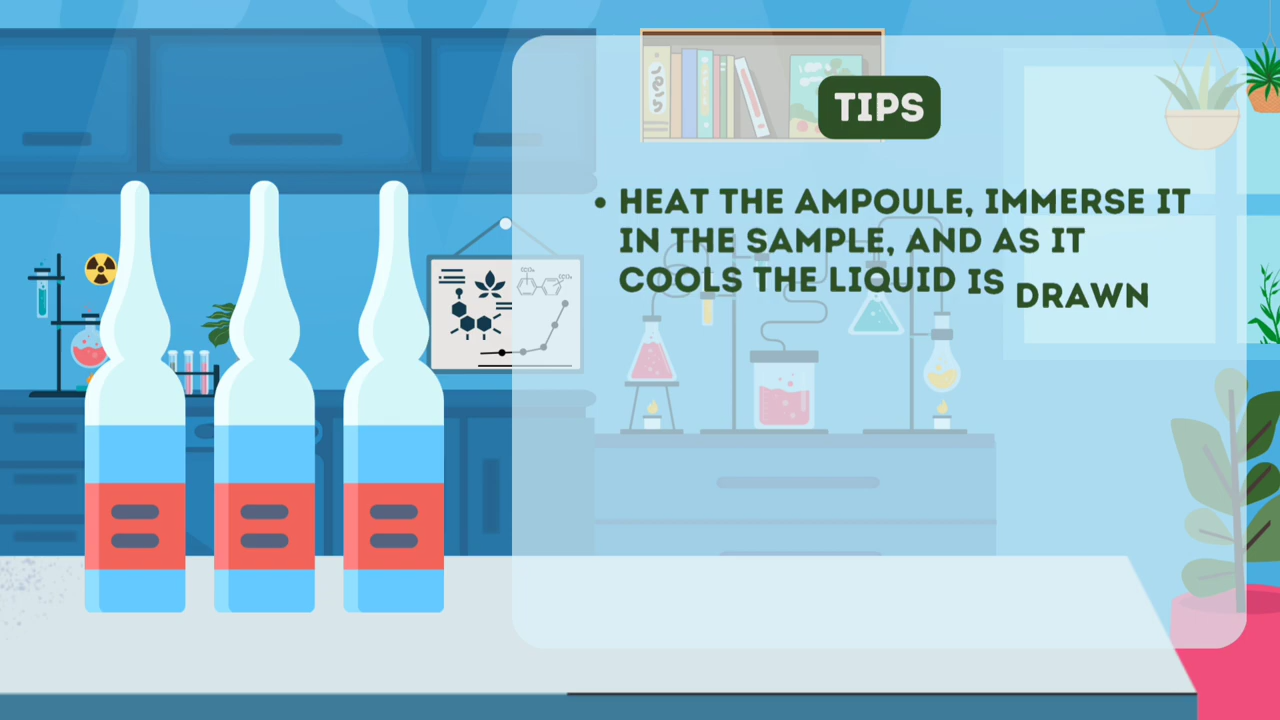 TIPS
• HEAT THE AMPOULE, IMMERSE IT
IN THE SAMPLE, AND AS IT
COOLS THE LIQUID IS DRAWN